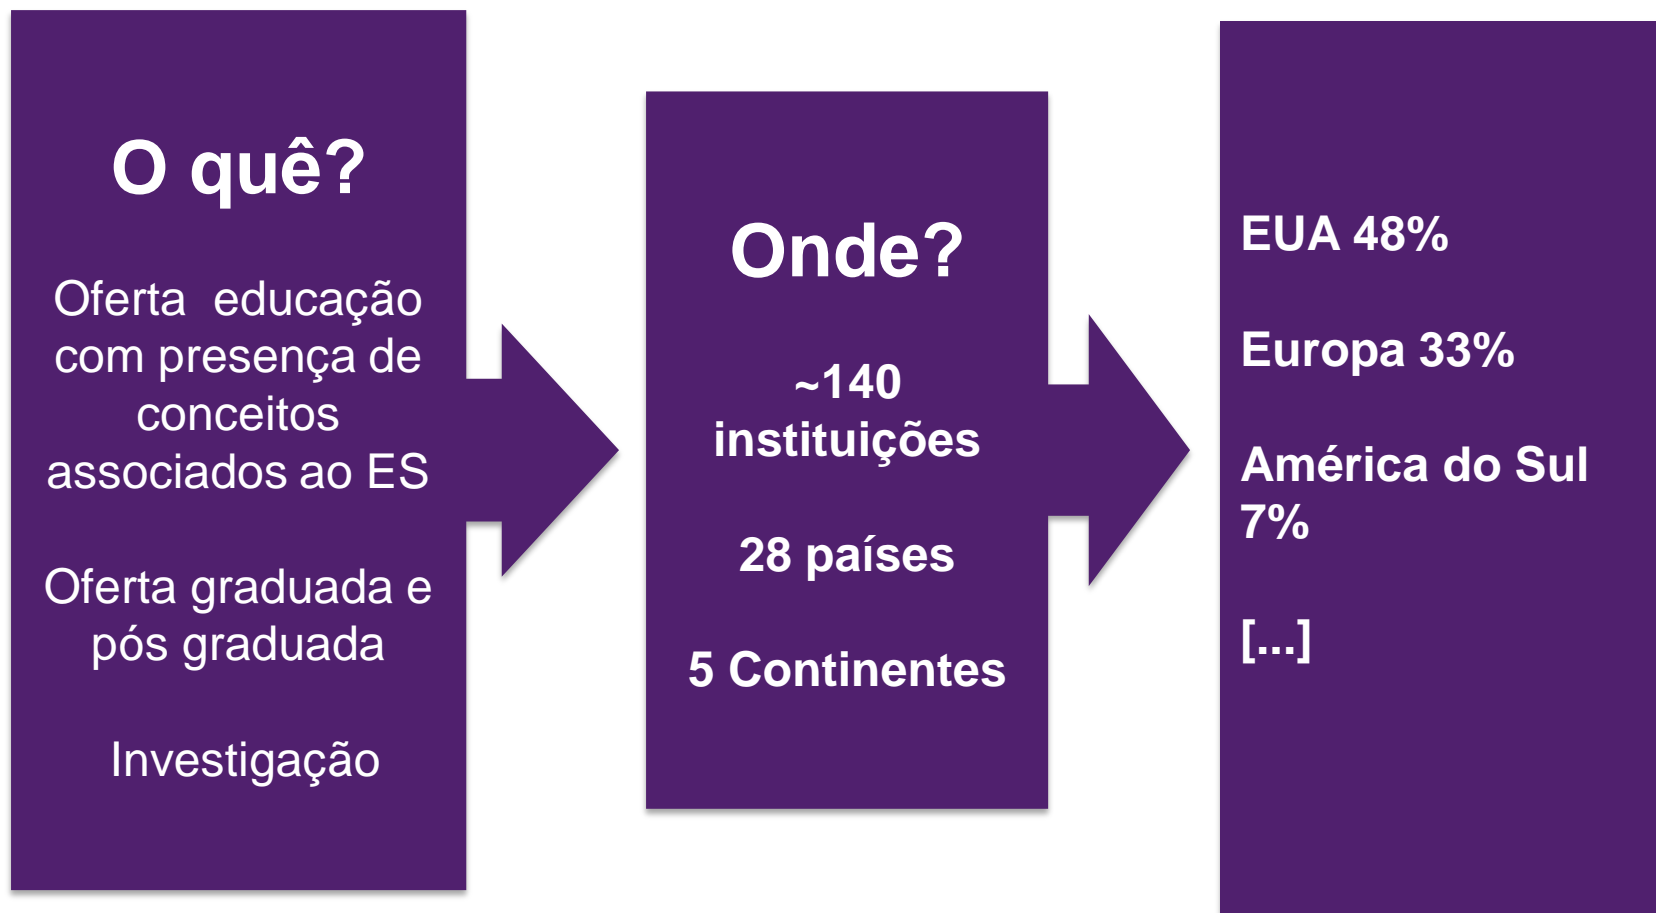 O quê?
Oferta  educação
com presença de
conceitos
associados ao ES
Oferta graduada e
pós graduada
Investigação
Onde?
~140
instituições
28 países
5 Continentes
EUA 48%
Europa 33%
América do Sul
7%
[...]